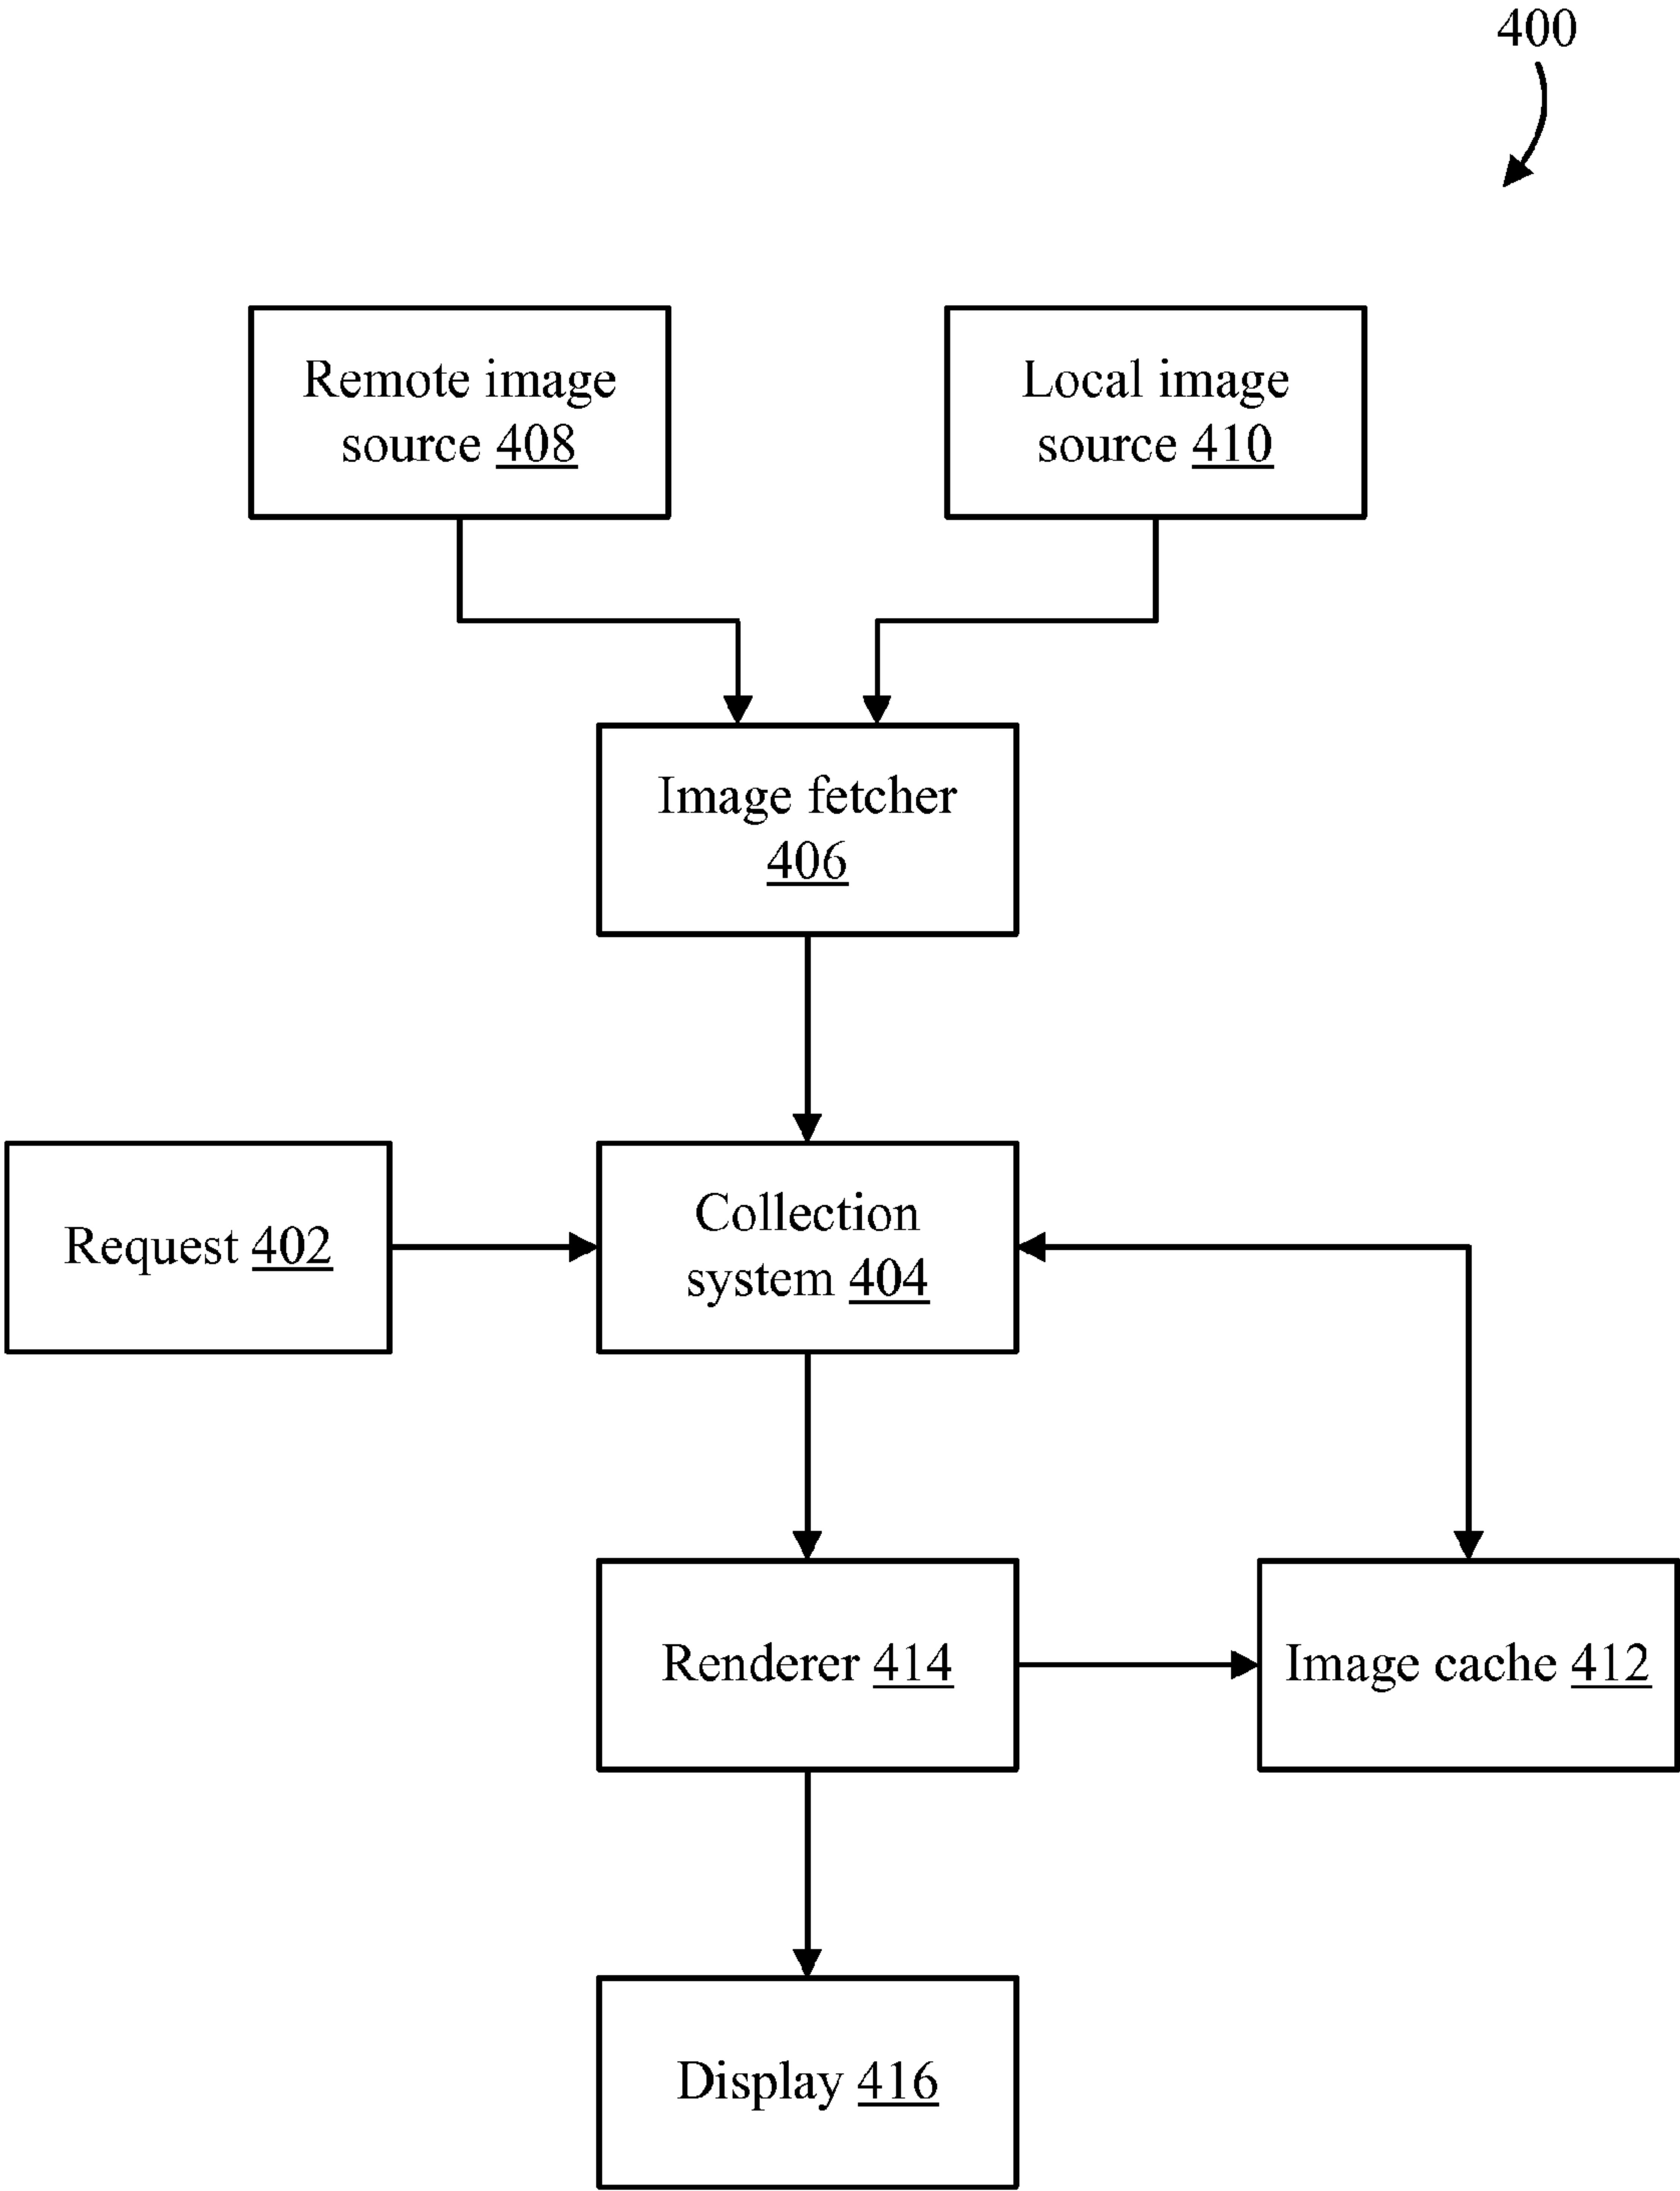 400
Remote image
source 408
Local image
source 410
Image fetcher
406
Request 402
Collection
system 404
Renderer 414
Image cache 412
Display 416